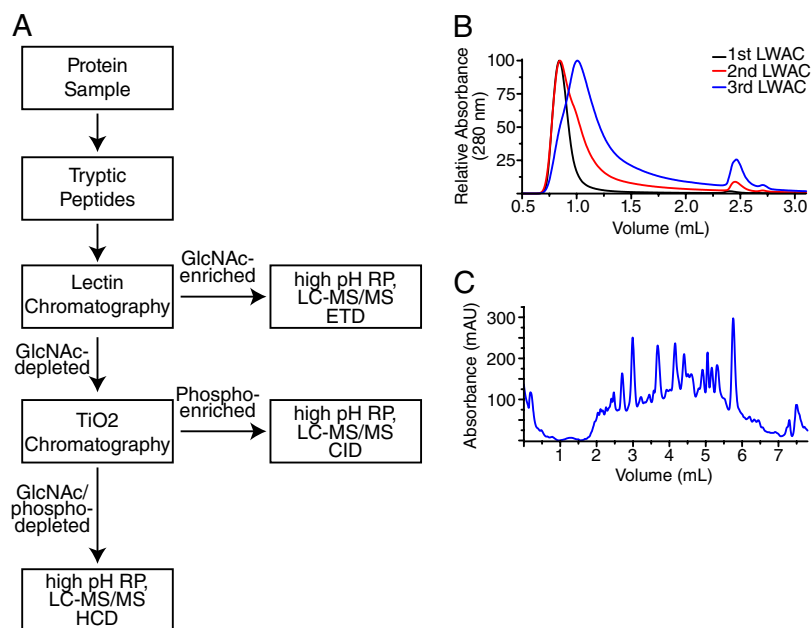 A
Protein
Sample
Tryptic
Peptides
Lectin
Chromatography
GlcNAc-
enriched
high pH RP,
LC-MS/MS
ETD
GlcNAc-
depleted
TiO2
Chromatography
Phospho-
enriched
high pH RP,
LC-MS/MS
CID
GlcNAc/
phospho-
depleted
high pH RP,
LC-MS/MS
HCD
B
Relative Absorbance
(280 nm)
100
75
50
25
1st LWAC
2nd LWAC
3rd LWAC
0.5 1.0 1.5 2.0 2.5 3.0
Volume (mL)
C
Absorbance (mAU)
300
200
100
1 2 3 4 5 6 7
Volume (mL)